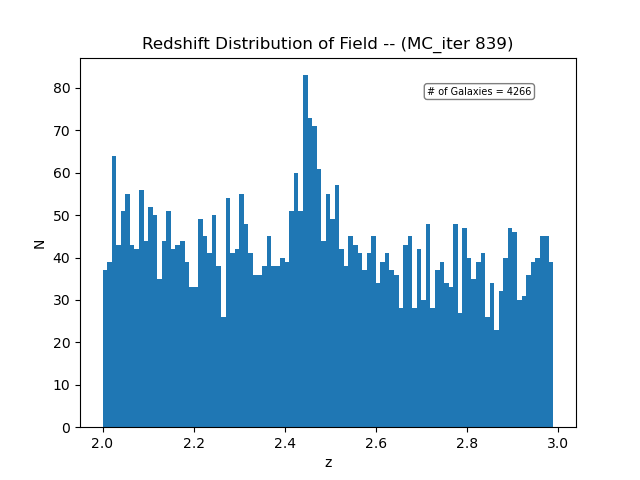 Redshift Distribution of Field -- (MC_iter 839)
# of Galaxies = 4266
80
70
60
50
40
30
20
10
0
N
2.0 2.2 2.4 2.6 2.8 3.0
z